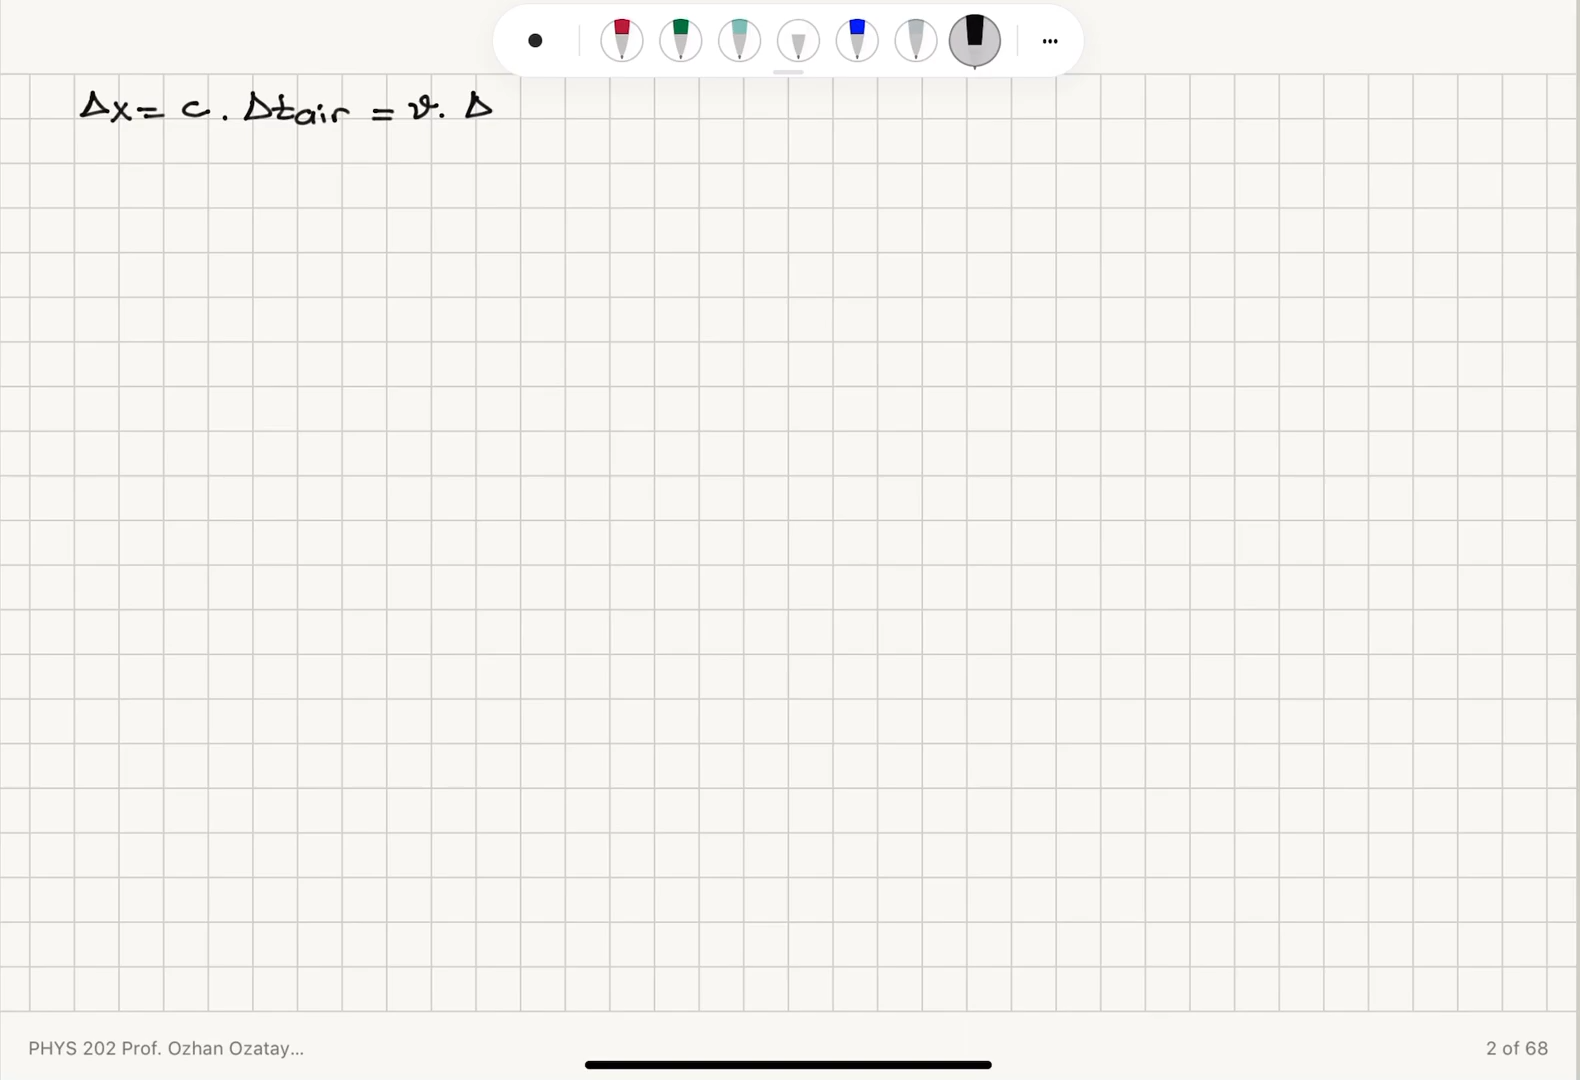 Δx = c . Δtair = v . Δ
PHYS 202 Prof. Ozhan Ozatay...
2 of 68